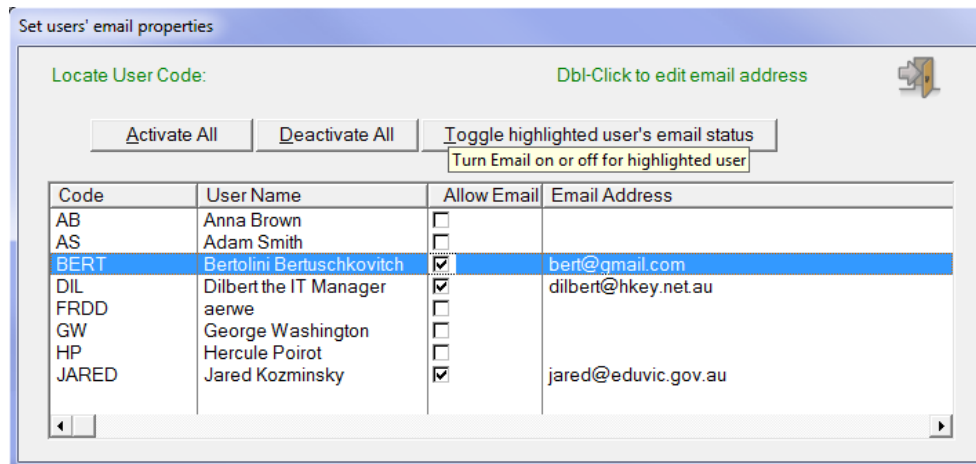 Set users' email properties
Locate User Code: Dbl-Click to edit email address
Activate All Deactivate All Toggle highlighted user's email status
Turn Email on or off for highlighted user
Code User Name Allow Email Email Address
AB Anna Brown
AS Adam Smith
BERT Bertolini Bertuschkovitch bert@gmail.com
DIL Dilbert the IT Manager dilbert@hkey.net.au
FRDD aerwe
GW George Washington
HP Hercule Poirot
JARED Jared Kozminsky jared@eduvic.gov.au